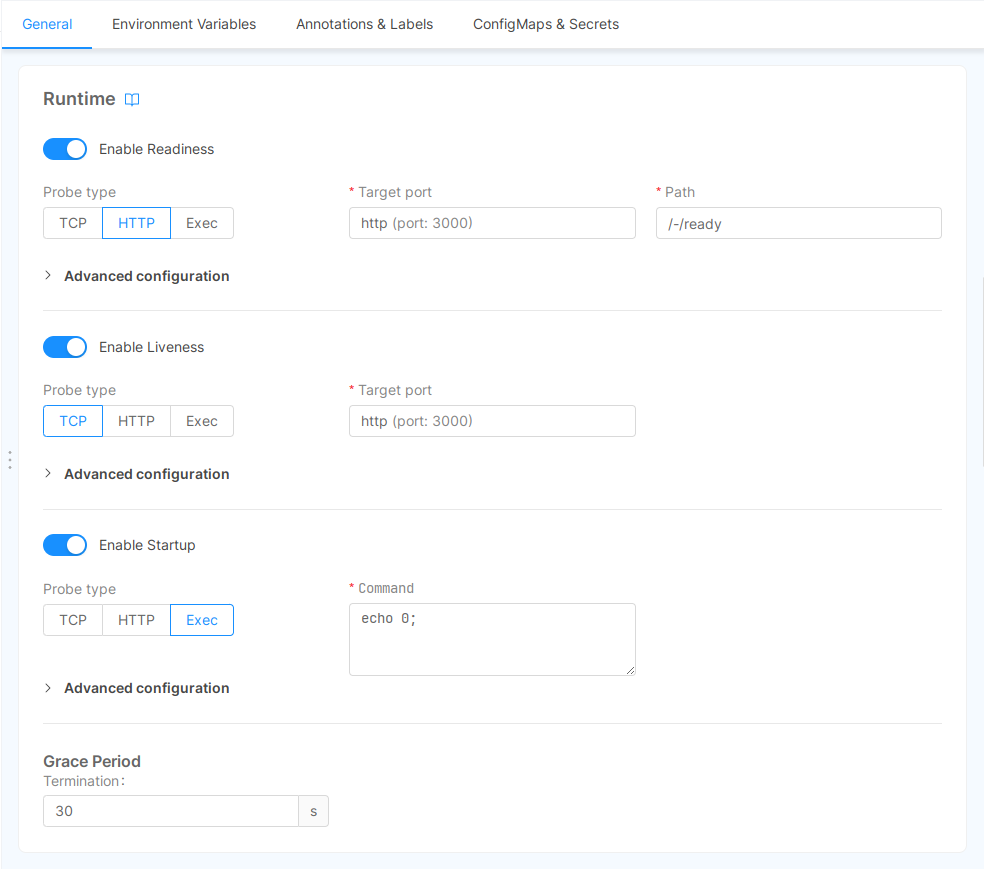 General Environment Variables Annotations & Labels ConfigMaps & Secrets
Runtime
Enable Readiness
Probe type * Target port * Path
TCP HTTP Exec http (port: 3000) /-/ready
Advanced configuration
Enable Liveness
Probe type * Target port
TCP HTTP Exec http (port: 3000)
Advanced configuration
Enable Startup
Probe type * Command
TCP HTTP Exec echo 0;
Advanced configuration
Grace Period
Termination:
30 s